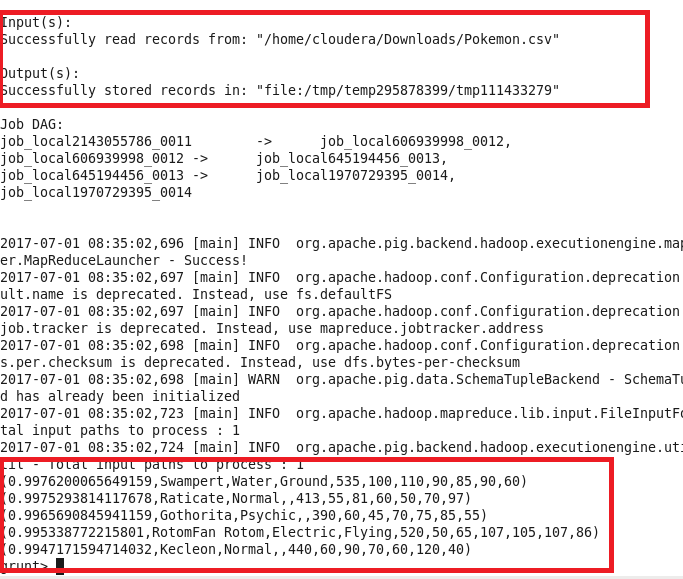 Input(s):
Successfully read records from: "/home/cloudera/Downloads/Pokemon.csv"
Output(s):
Successfully stored records in: "file:/tmp/temp295878399/tmp111433279"
Job DAG:
job_local2143055786_0011 -> job_local606939998_0012,
job_local606939998_0012 -> job_local645194456_0013,
job_local645194456_0013 -> job_local1970729395_0014,
job_local1970729395_0014
2017-07-01 08:35:02,696 [main] INFO org.apache.pig.backend.hadoop.executionengine.map
er.MapReduceLauncher - Success!
2017-07-01 08:35:02,697 [main] INFO org.apache.hadoop.conf.Configuration.deprecation
ult.name is deprecated. Instead, use fs.defaultFS
2017-07-01 08:35:02,697 [main] INFO org.apache.hadoop.conf.Configuration.deprecation
job.tracker is deprecated. Instead, use mapreduce.jobtracker.address
2017-07-01 08:35:02,698 [main] INFO org.apache.hadoop.conf.Configuration.deprecation
s.per.checksum is deprecated. Instead, use dfs.bytes-per-checksum
2017-07-01 08:35:02,698 [main] WARN org.apache.pig.data.SchemaTupleBackend - SchemaTu
d has already been initialized
2017-07-01 08:35:02,723 [main] INFO org.apache.hadoop.mapreduce.lib.input.FileInputFo
tal input paths to process : 1
2017-07-01 08:35:02,724 [main] INFO org.apache.pig.backend.hadoop.executionengine.uti
til - Total input paths to process : 1
(0.9976200065649159,Swampert,Water,Ground,535,100,110,90,85,90,60)
(0.9975293814117678,Raticate,Normal,,413,55,81,60,50,70,97)
(0.9965690845941159,Gothorita,Psychic,,390,60,45,70,75,85,55)
(0.995338772215801,RotomFan Rotom,Electric,Flying,520,50,65,107,105,107,86)
(0.9947171594714032,Kecleon,Normal,,440,60,90,70,60,120,40)
grunt>